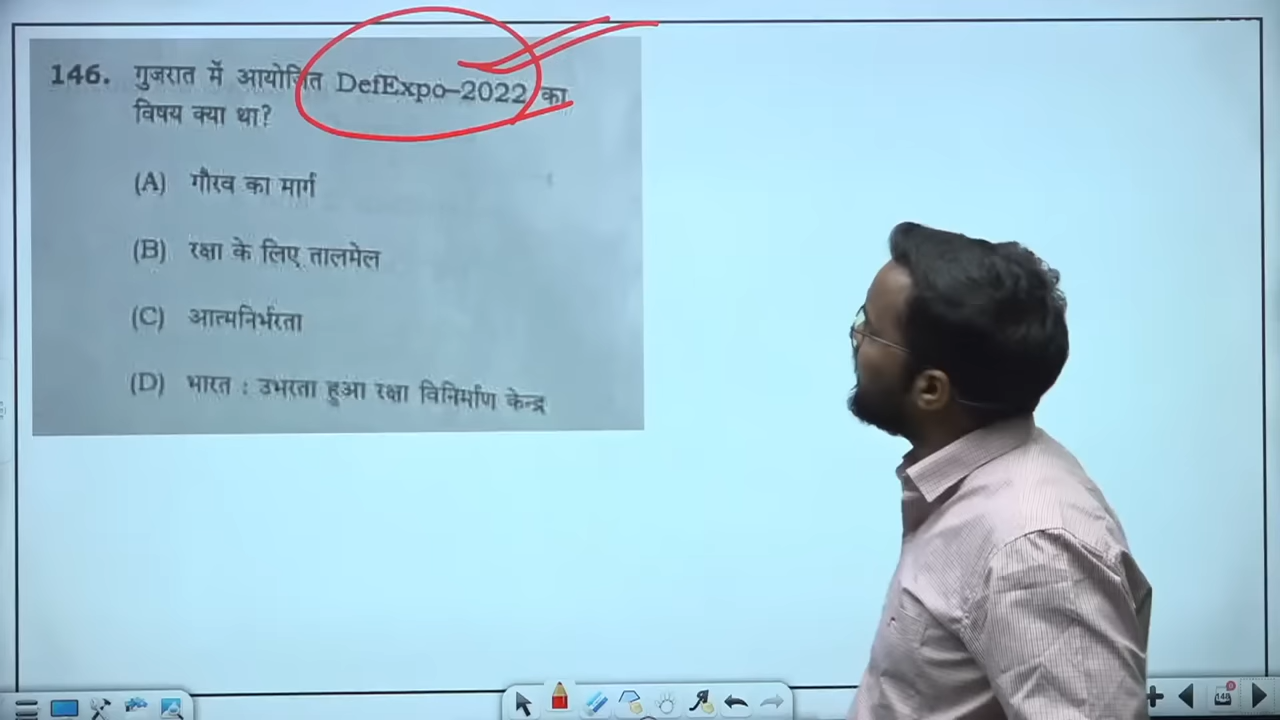 146. गुजरात में आयोजित DefExpo–2022 का
विषय क्या था?
(A) गौरव का मार्ग
(B) रक्षा के लिए तालमेल
(C) आत्मनिर्भरता
(D) भारत : उभरता हुआ रक्षा विनिर्माण केन्द्र